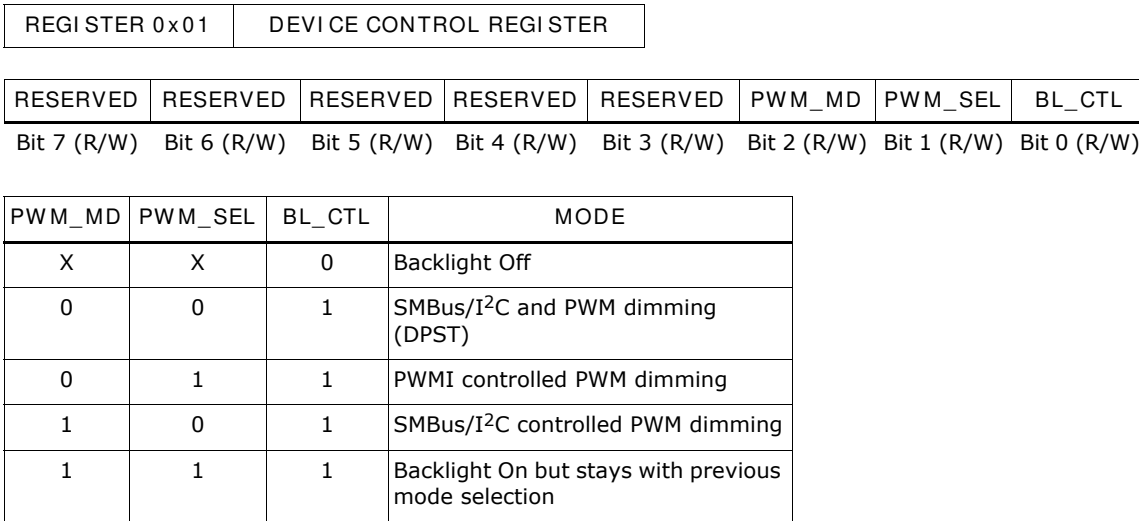 REGISTER 0x01 DEVICE CONTROL REGISTER
RESERVED RESERVED RESERVED RESERVED RESERVED PWM_MD PWM_SEL BL_CTL
Bit 7 (R/W) Bit 6 (R/W) Bit 5 (R/W) Bit 4 (R/W) Bit 3 (R/W) Bit 2 (R/W) Bit 1 (R/W) Bit 0 (R/W)
PWM_MD PWM_SEL BL_CTL MODE
X X 0 Backlight Off
0 0 1 SMBus/I²C and PWM dimming
(DPST)
0 1 1 PWMI controlled PWM dimming
1 0 1 SMBus/I²C controlled PWM dimming
1 1 1 Backlight On but stays with previous
mode selection